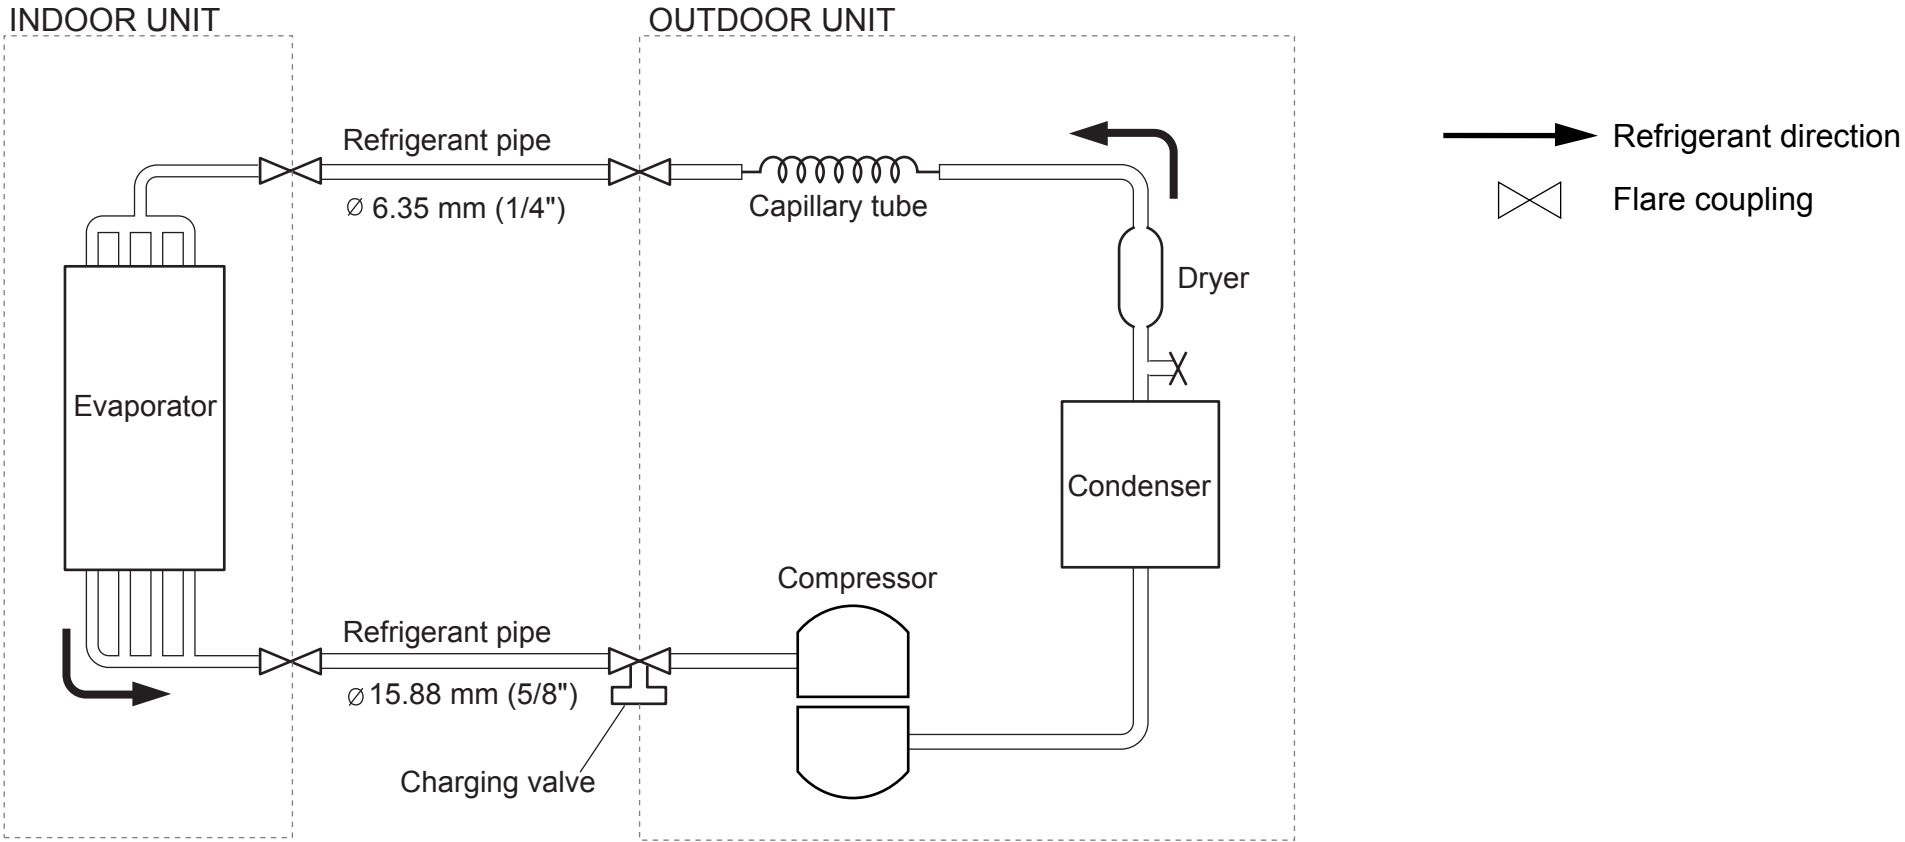 INDOOR UNIT
OUTDOOR UNIT
Refrigerant pipe
∅ 6.35 mm (1/4")
Capillary tube
Refrigerant direction
Flare coupling
Dryer
Evaporator
Condenser
Compressor
Refrigerant pipe
∅ 15.88 mm (5/8")
Charging valve